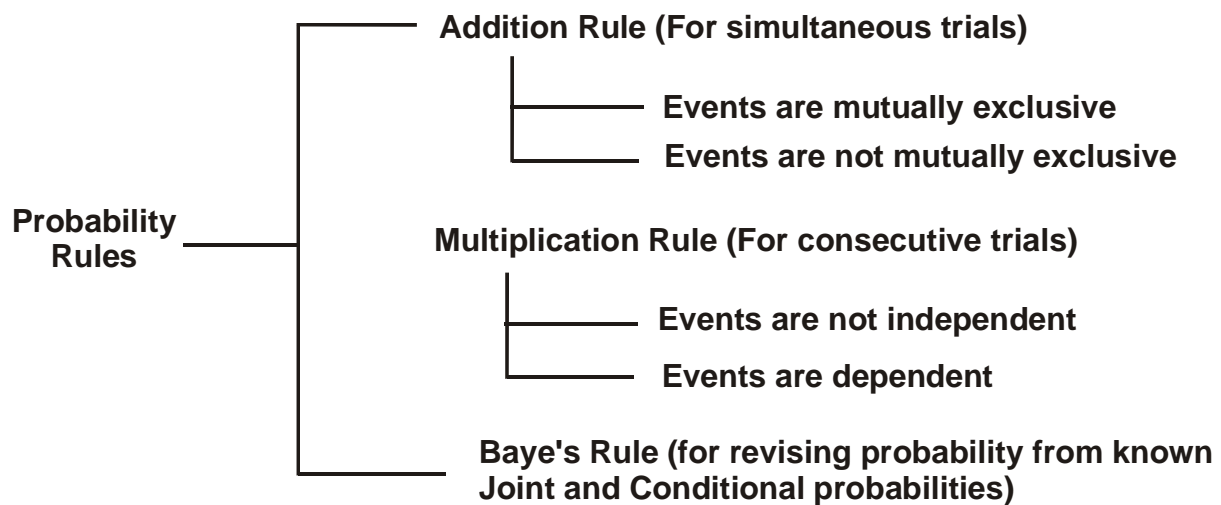 Addition Rule (For simultaneous trials)
Events are mutually exclusive
Events are not mutually exclusive
Probability
Rules
Multiplication Rule (For consecutive trials)
Events are not independent
Events are dependent
Baye's Rule (for revising probability from known
Joint and Conditional probabilities)